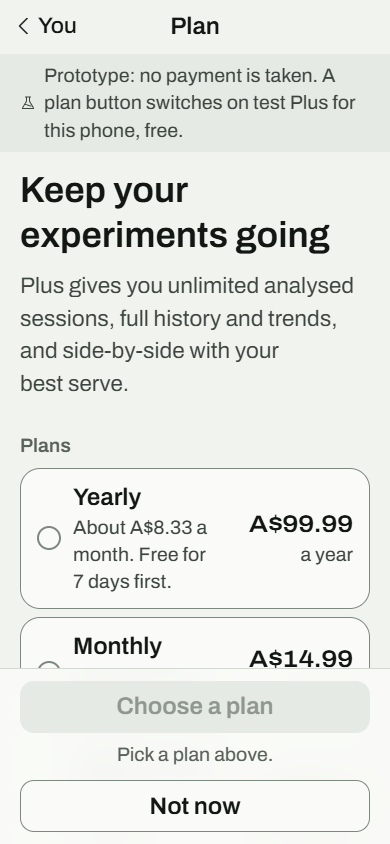 You
Plan
Prototype: no payment is taken. A
plan button switches on test Plus for
this phone, free.
Keep your
experiments going
Plus gives you unlimited analysed
sessions, full history and trends,
and side-by-side with your
best serve.
Plans
Yearly
About A$8.33 a
month. Free for
7 days first.
A$99.99
a year
Monthly
A$14.99
Choose a plan
Pick a plan above.
Not now